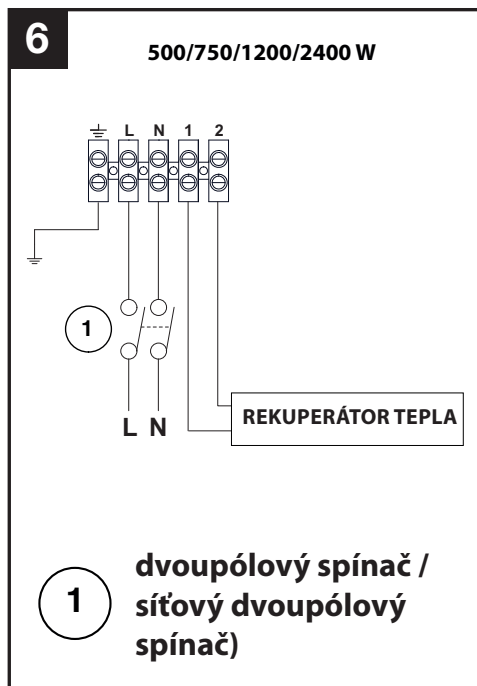 6
500/750/1200/2400 W
L N 1 2
1
L N
REKUPERÁTOR TEPLA
1
dvoupólový spínač /
síťový dvoupólový
spínač)